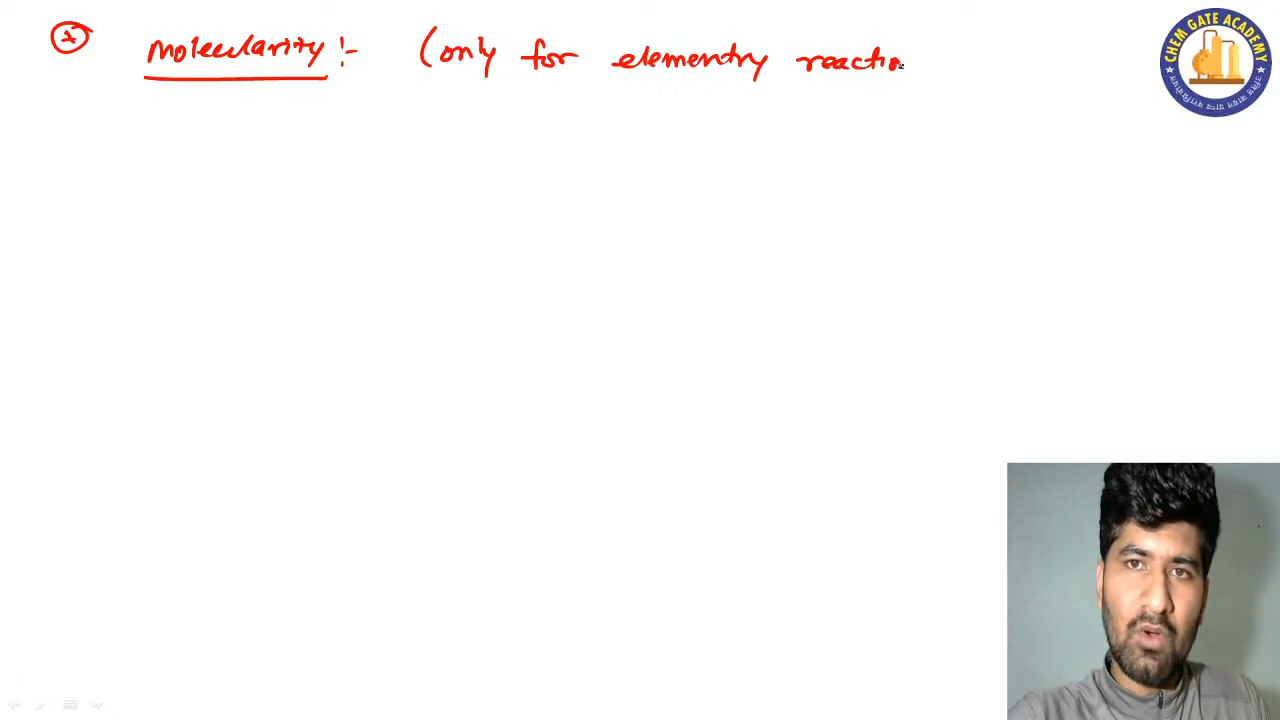 Molecularity :- (only for elementry reactio
CHEM GATE ACADEMY